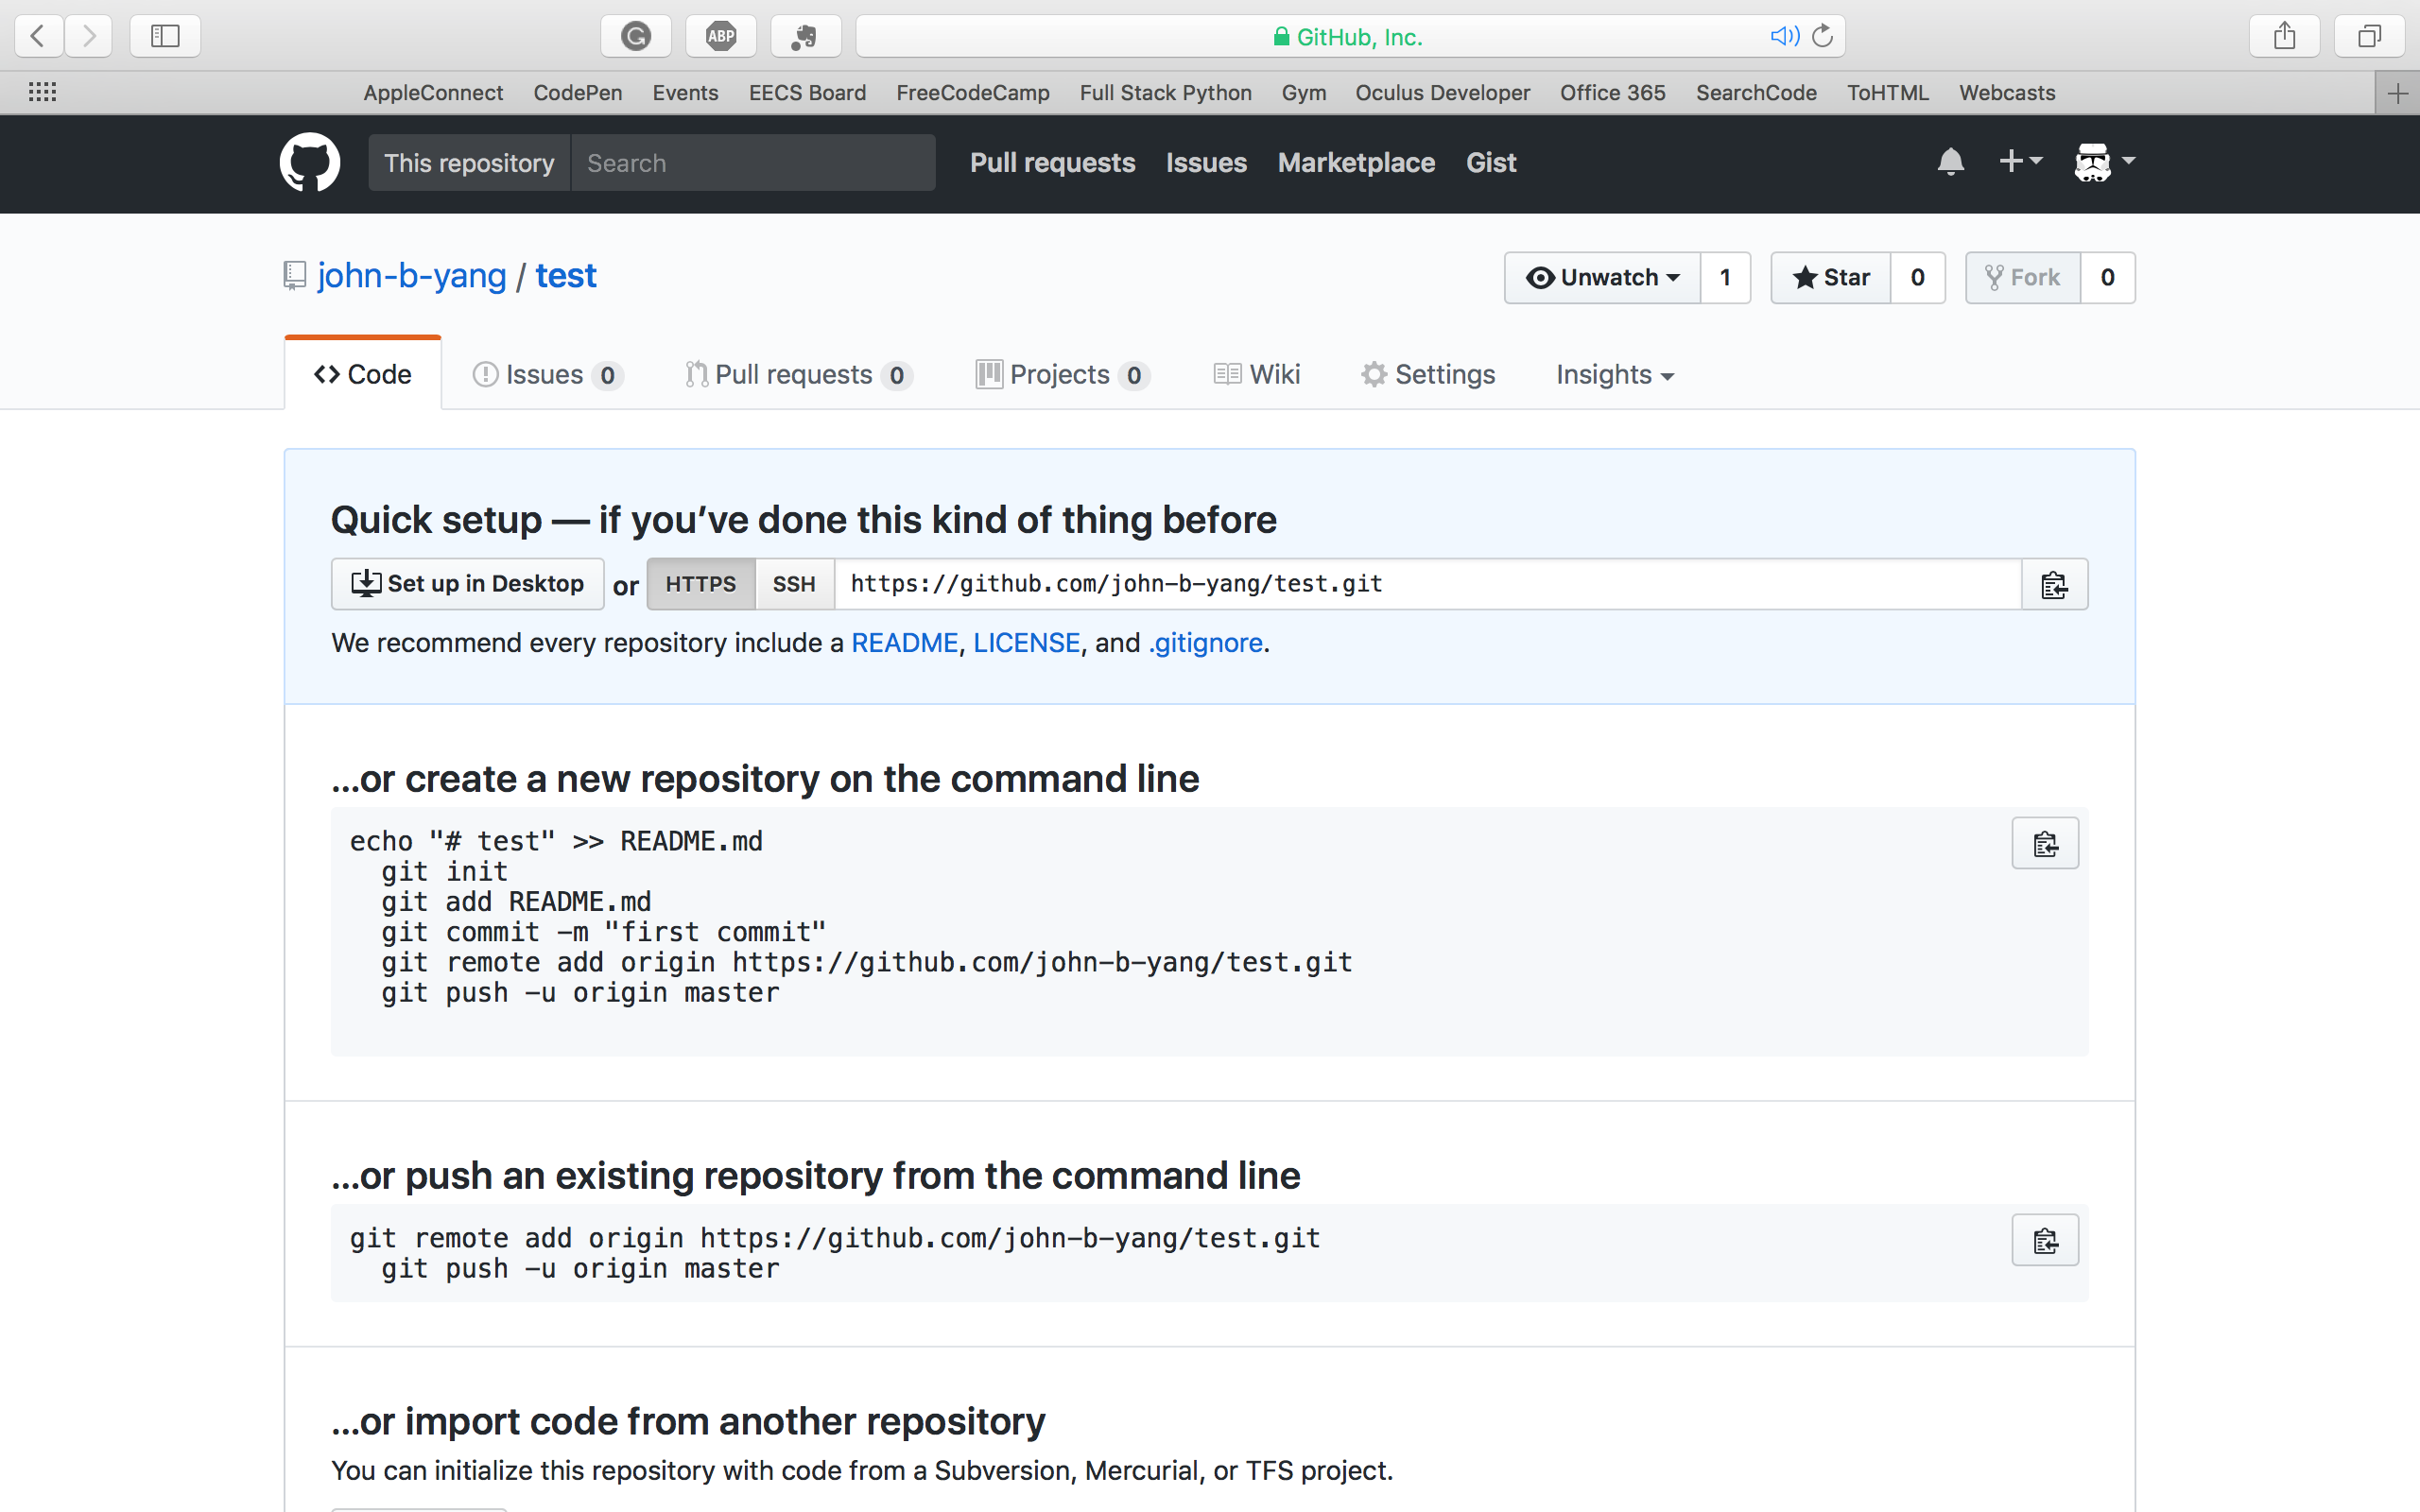 ABP
GitHub, Inc.
AppleConnect CodePen Events EECS Board FreeCodeCamp Full Stack Python Gym Oculus Developer Office 365 SearchCode ToHTML Webcasts
This repository Search Pull requests Issues Marketplace Gist
john-b-yang / test Unwatch 1 Star 0 Fork 0
Code Issues 0 Pull requests 0 Projects 0 Wiki Settings Insights
Quick setup — if you’ve done this kind of thing before
Set up in Desktop or HTTPS SSH https://github.com/john-b-yang/test.git
We recommend every repository include a README, LICENSE, and .gitignore.
…or create a new repository on the command line
echo "# test" >> README.md
git init
git add README.md
git commit -m "first commit"
git remote add origin https://github.com/john-b-yang/test.git
git push -u origin master
…or push an existing repository from the command line
git remote add origin https://github.com/john-b-yang/test.git
git push -u origin master
…or import code from another repository
You can initialize this repository with code from a Subversion, Mercurial, or TFS project.